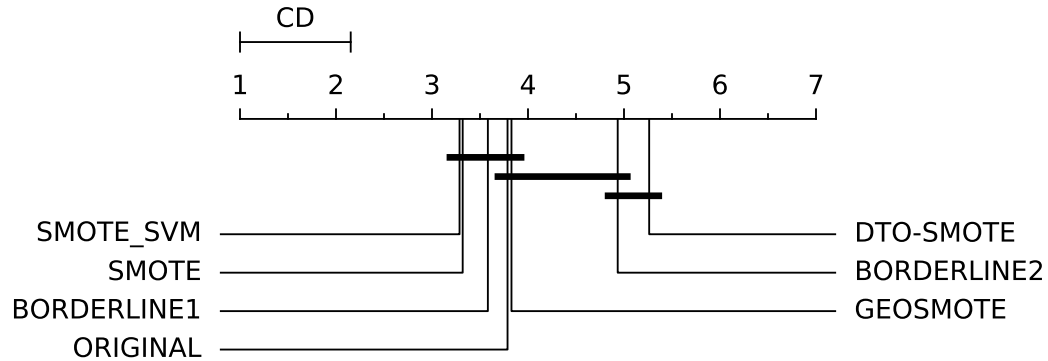 CD
1 2 3 4 5 6 7
SMOTE_SVM
SMOTE
BORDERLINE1
ORIGINAL
DTO-SMOTE
BORDERLINE2
GEOSMOTE